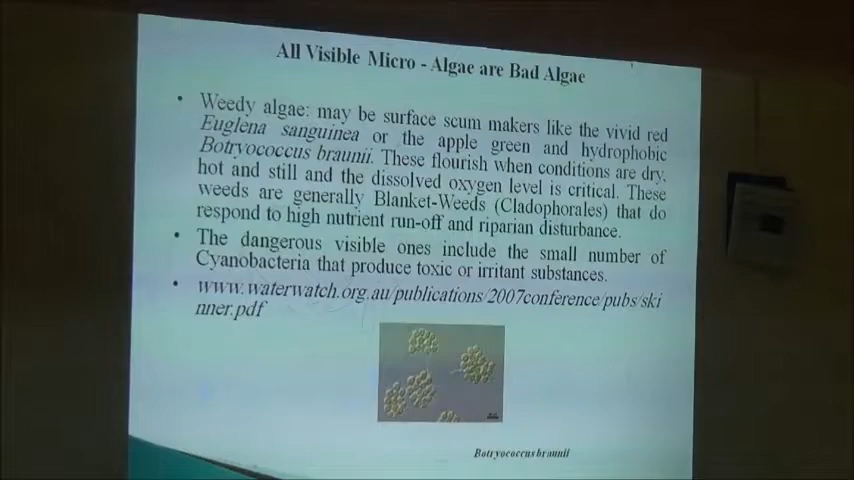 All Visible Micro - Algae are Bad Algae
• Weedy algae: may be surface scum makers like the vivid red
Euglena sanguinea or the apple green and hydrophobic
Botryococcus braunii. These flourish when conditions are dry,
hot and still and the dissolved oxygen level is critical. These
weeds are generally Blanket-Weeds (Cladophorales) that do
respond to high nutrient run-off and riparian disturbance.
• The dangerous visible ones include the small number of
Cyanobacteria that produce toxic or irritant substances.
• www.waterwatch.org.au/publications/2007conference/pubs/ski
nner.pdf
Botryococcus braunii